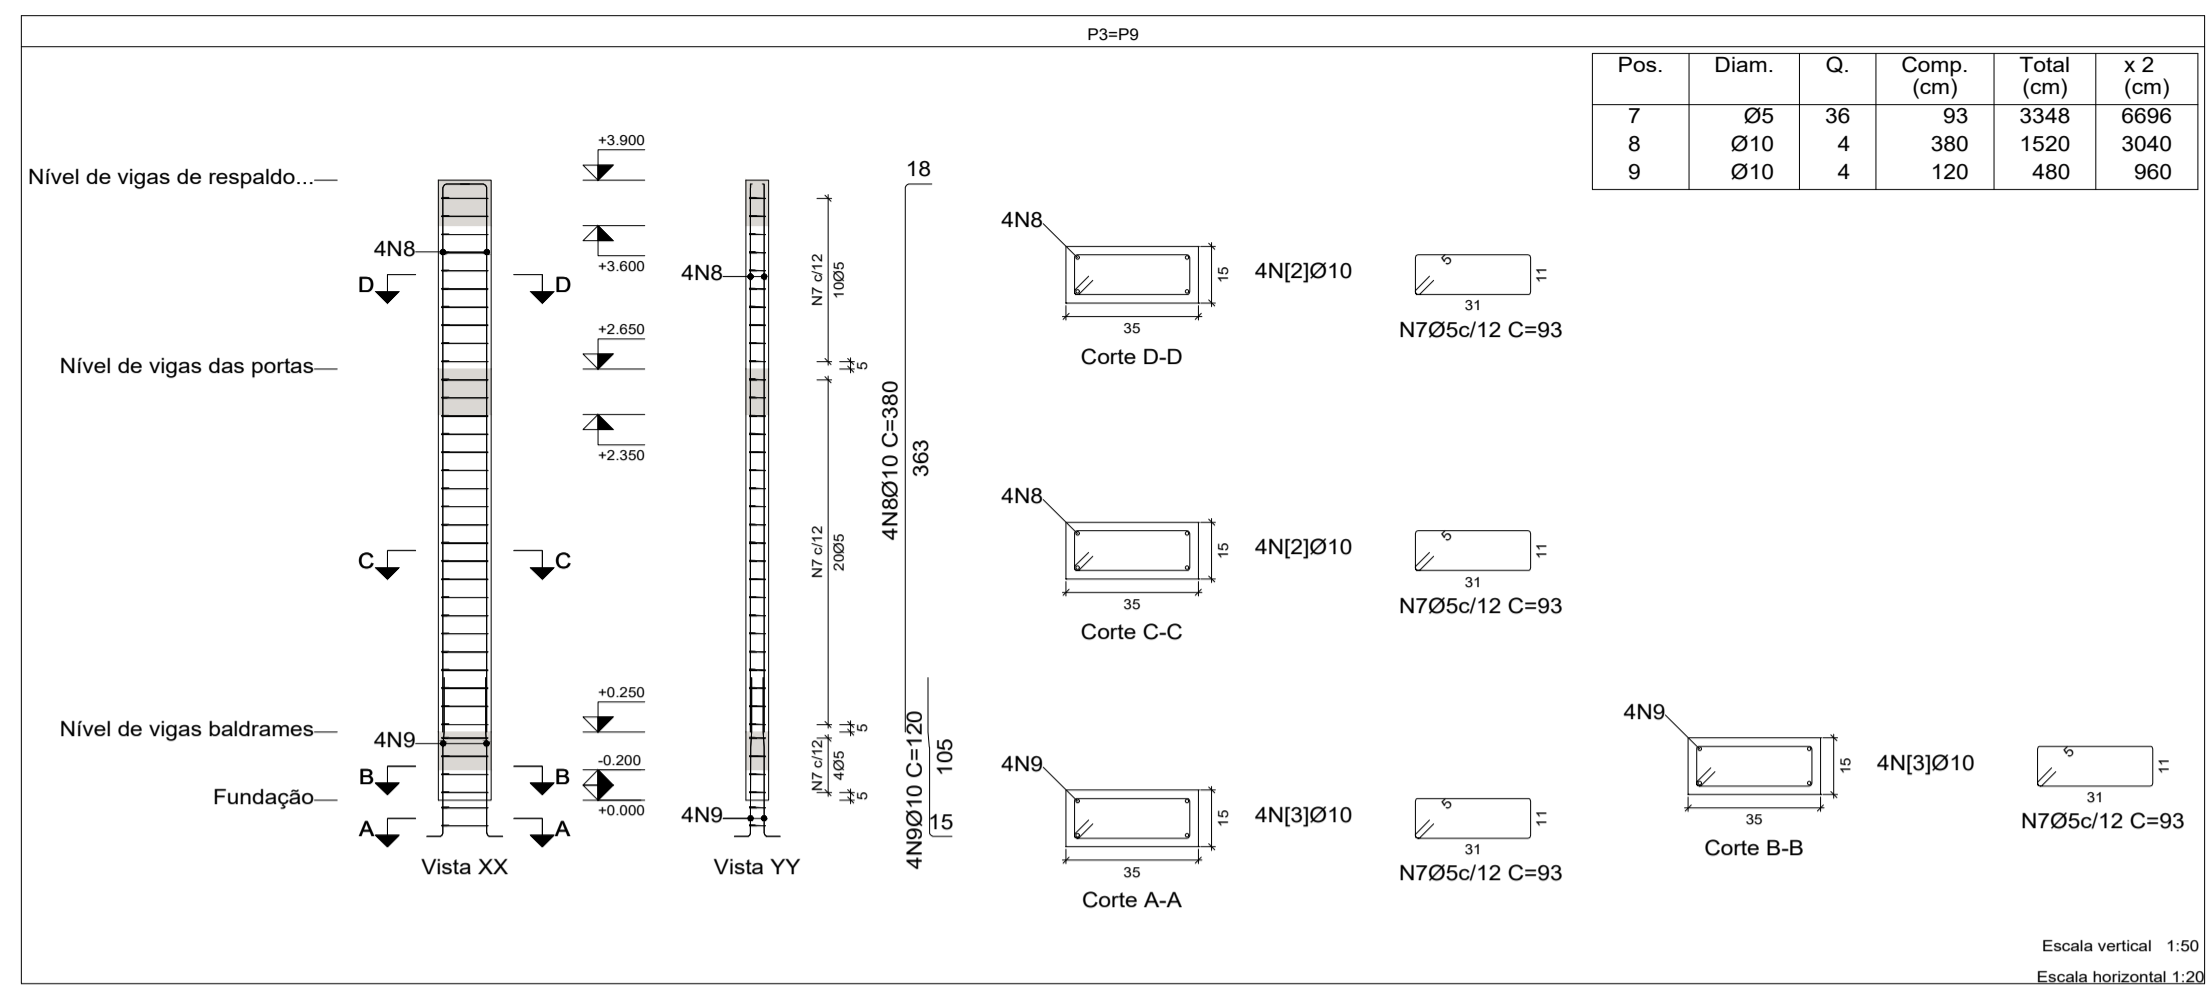 P3=P9
Pos. Diam. Q. Comp. (cm) Total (cm) x 2 (cm)
7 Ø5 36 93 3348 6696
8 Ø10 4 380 1520 3040
9 Ø10 4 120 480 960
Nível de vigas de respaldo...
Nível de vigas das portas
Nível de vigas baldrames
Fundação
4N8
D D
C C
4N9
B B
A A
Vista XX
+3.900
+3.600
+2.650
+2.350
+0.250
-0.200
+0.000
4N8
4N9
Vista YY
N7 c/12
10Ø5
5
N7 c/12
20Ø5
5
N7 c/12
4Ø5
5
18
4N8Ø10 C=380
363
4N9Ø10 C=120
105
15
4N8
15
35
Corte D-D
4N[2]Ø10
5
11
31
N7Ø5c/12 C=93
4N8
15
35
Corte C-C
4N[2]Ø10
5
11
31
N7Ø5c/12 C=93
4N9
15
35
Corte A-A
4N[3]Ø10
5
11
31
N7Ø5c/12 C=93
4N9
15
35
Corte B-B
4N[3]Ø10
5
11
31
N7Ø5c/12 C=93
Escala vertical 1:50
Escala horizontal 1:20